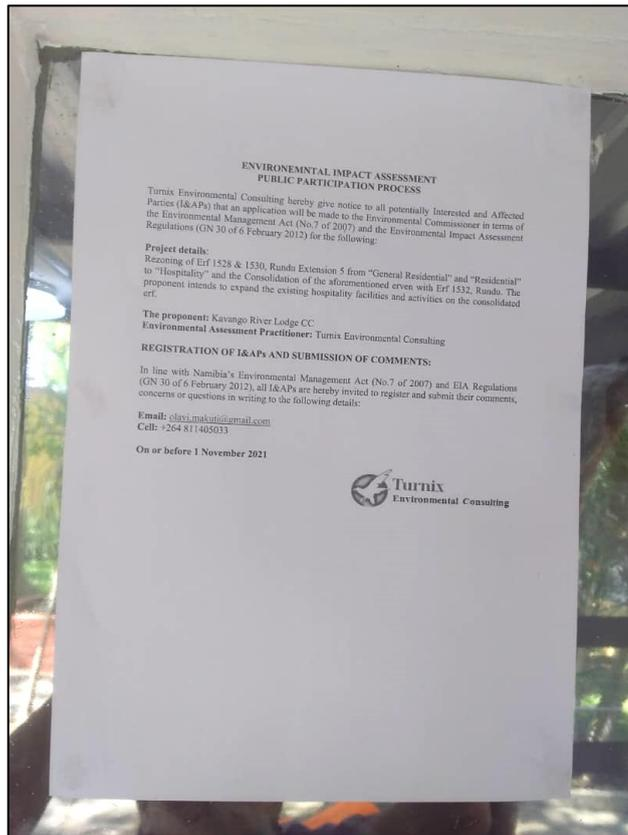 ENVIRONEMNTAL IMPACT ASSESSMENT
PUBLIC PARTICIPATION PROCESS
Turnix Environmental Consulting hereby give notice to all potentially Interested and Affected
Parties (I&APs) that an application will be made to the Environmental Commissioner in terms of
the Environmental Management Act (No.7 of 2007) and the Environmental Impact Assessment
Regulations (GN 30 of 6 February 2012) for the following:
Project details:
Rezoning of Erf 1528 & 1530, Rundu Extension 5 from “General Residential” and “Residential”
to “Hospitality” and the Consolidation of the aforementioned erven with Erf 1532, Rundu. The
proponent intends to expand the existing hospitality facilities and activities on the consolidated
erf.
The proponent: Kavango River Lodge CC
Environmental Assessment Practitioner: Turnix Environmental Consulting
REGISTRATION OF I&APs AND SUBMISSION OF COMMENTS:
In line with Namibia’s Environmental Management Act (No.7 of 2007) and EIA Regulations
(GN 30 of 6 February 2012), all I&APs are hereby invited to register and submit their comments,
concerns or questions in writing to the following details:
Email: olavi.makuti@gmail.com
Cell: +264 811405033
On or before 1 November 2021
Turnix
Environmental Consulting